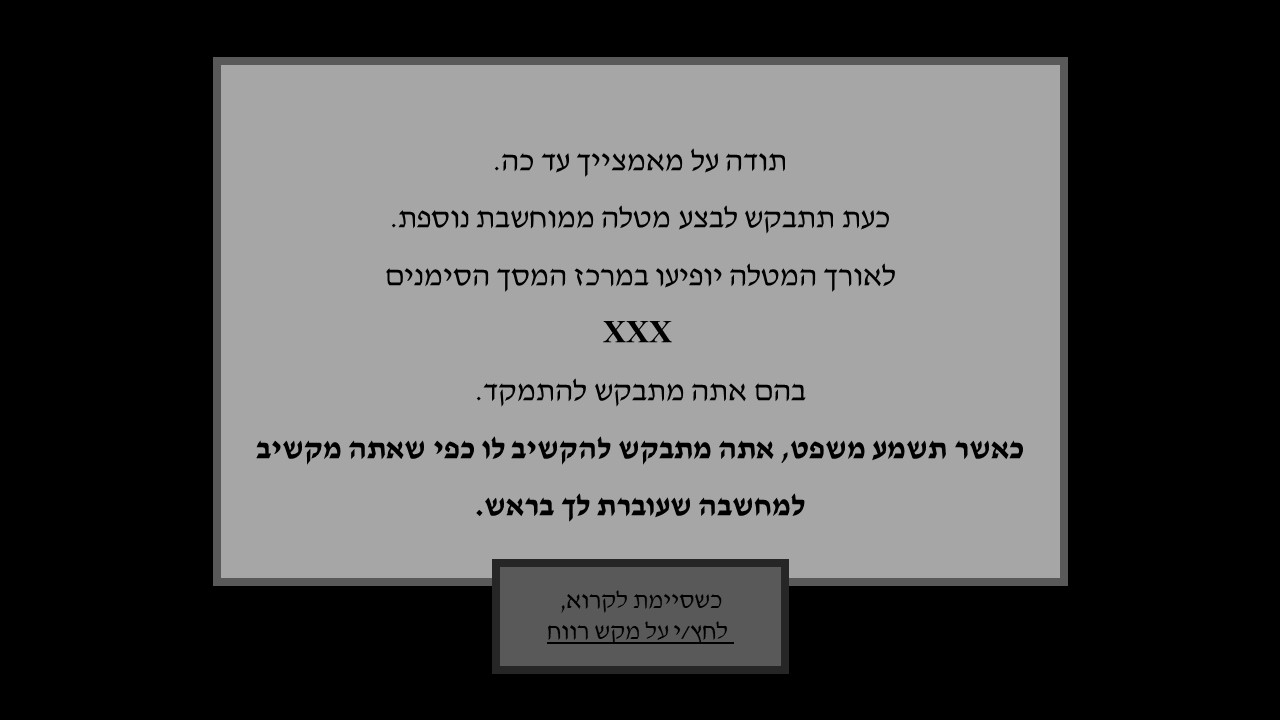 תודה על מאמצייך עד כה.
כעת תתבקש לבצע מטלה ממוחשבת נוספת.
לאורך המטלה יופיעו במרכז המסך הסימנים
XXX
בהם אתה מתבקש להתמקד.
כאשר תשמע משפט, אתה מתבקש להקשיב לו כפי שאתה מקשיב
למחשבה שעוברת לך בראש.
כשסיימת לקרוא,
לחץ/י על מקש רווח